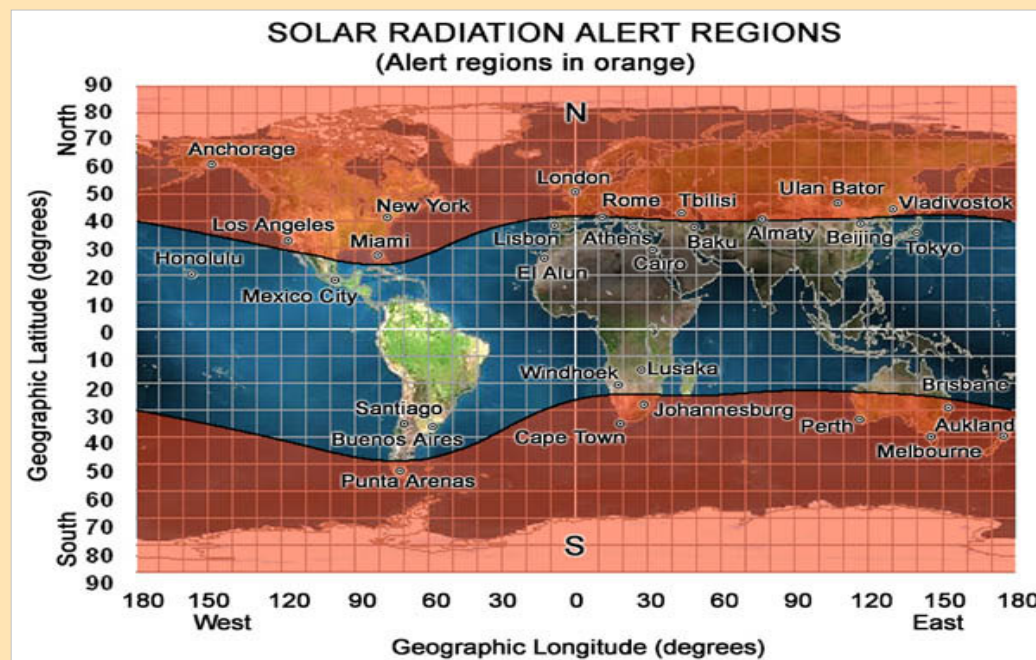 SOLAR RADIATION ALERT REGIONS
(Alert regions in orange)
North
South
Geographic Latitude (degrees)
90
80
70
60
50
40
30
20
10
0
10
20
30
40
50
60
70
80
90
N
Anchorage
London
Ulan Bator
New York
Rome
Tbilisi
Vladivostok
Los Angeles
Miami
Lisbon
Athens
Baku
Almaty
Beijing
Tokyo
Honolulu
El Alun
Cairo
Mexico City
Windhoek
Lusaka
Brisbane
Santiago
Johannesburg
Buenos Aires
Cape Town
Perth
Aukland
Melbourne
Punta Arenas
S
180 150 120 90 60 30 0 30 60 90 120 150 180
West
East
Geographic Longitude (degrees)